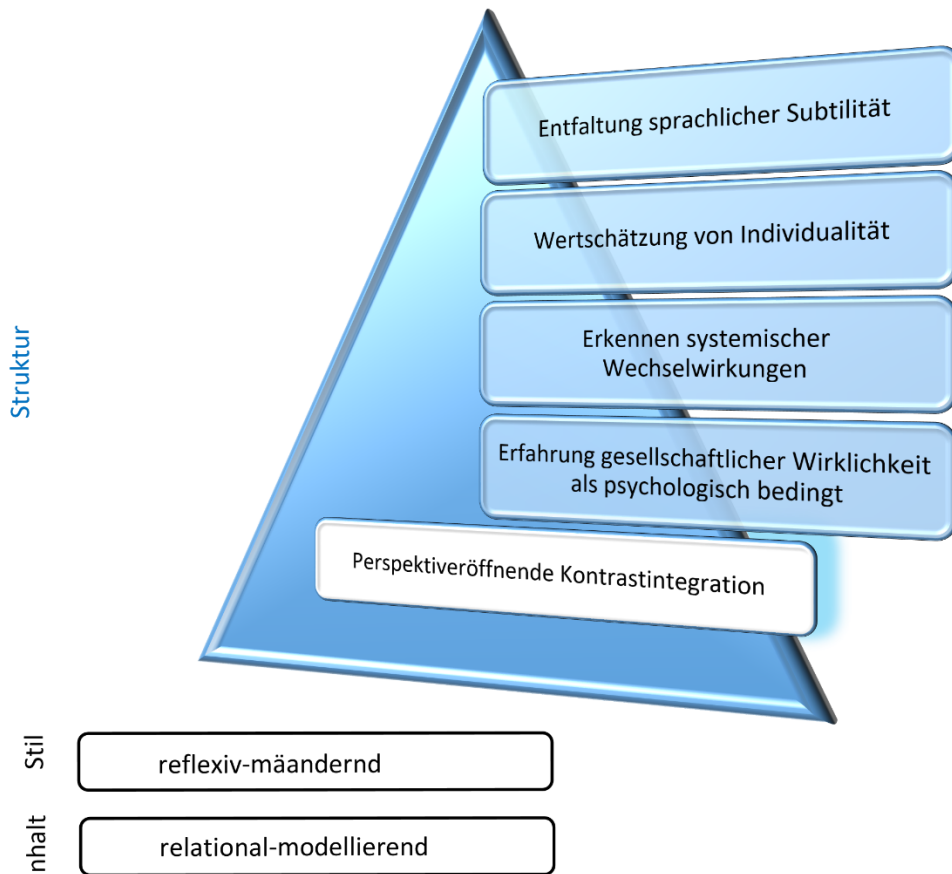 Entfaltung sprachlicher Subtilität
Wertschätzung von Individualität
Erkennen systemischer
Wechselwirkungen
Erfahrung gesellschaftlicher Wirklichkeit
als psychologisch bedingt
Perspektiveröffnende Kontrastintegration
Struktur
Stil
reflexiv-mäandernd
nhalt
relational-modellierend